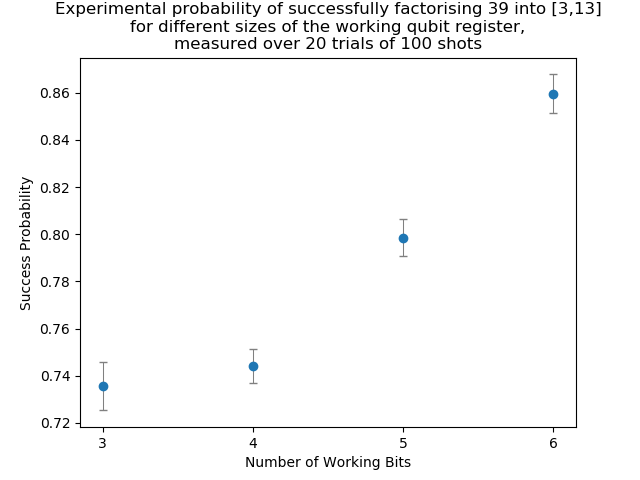 Experimental probability of successfully factorising 39 into [3,13]
for different sizes of the working qubit register,
measured over 20 trials of 100 shots
0.86
0.84
0.82
0.80
0.78
0.76
0.74
0.72
Success Probability
3 4 5 6
Number of Working Bits